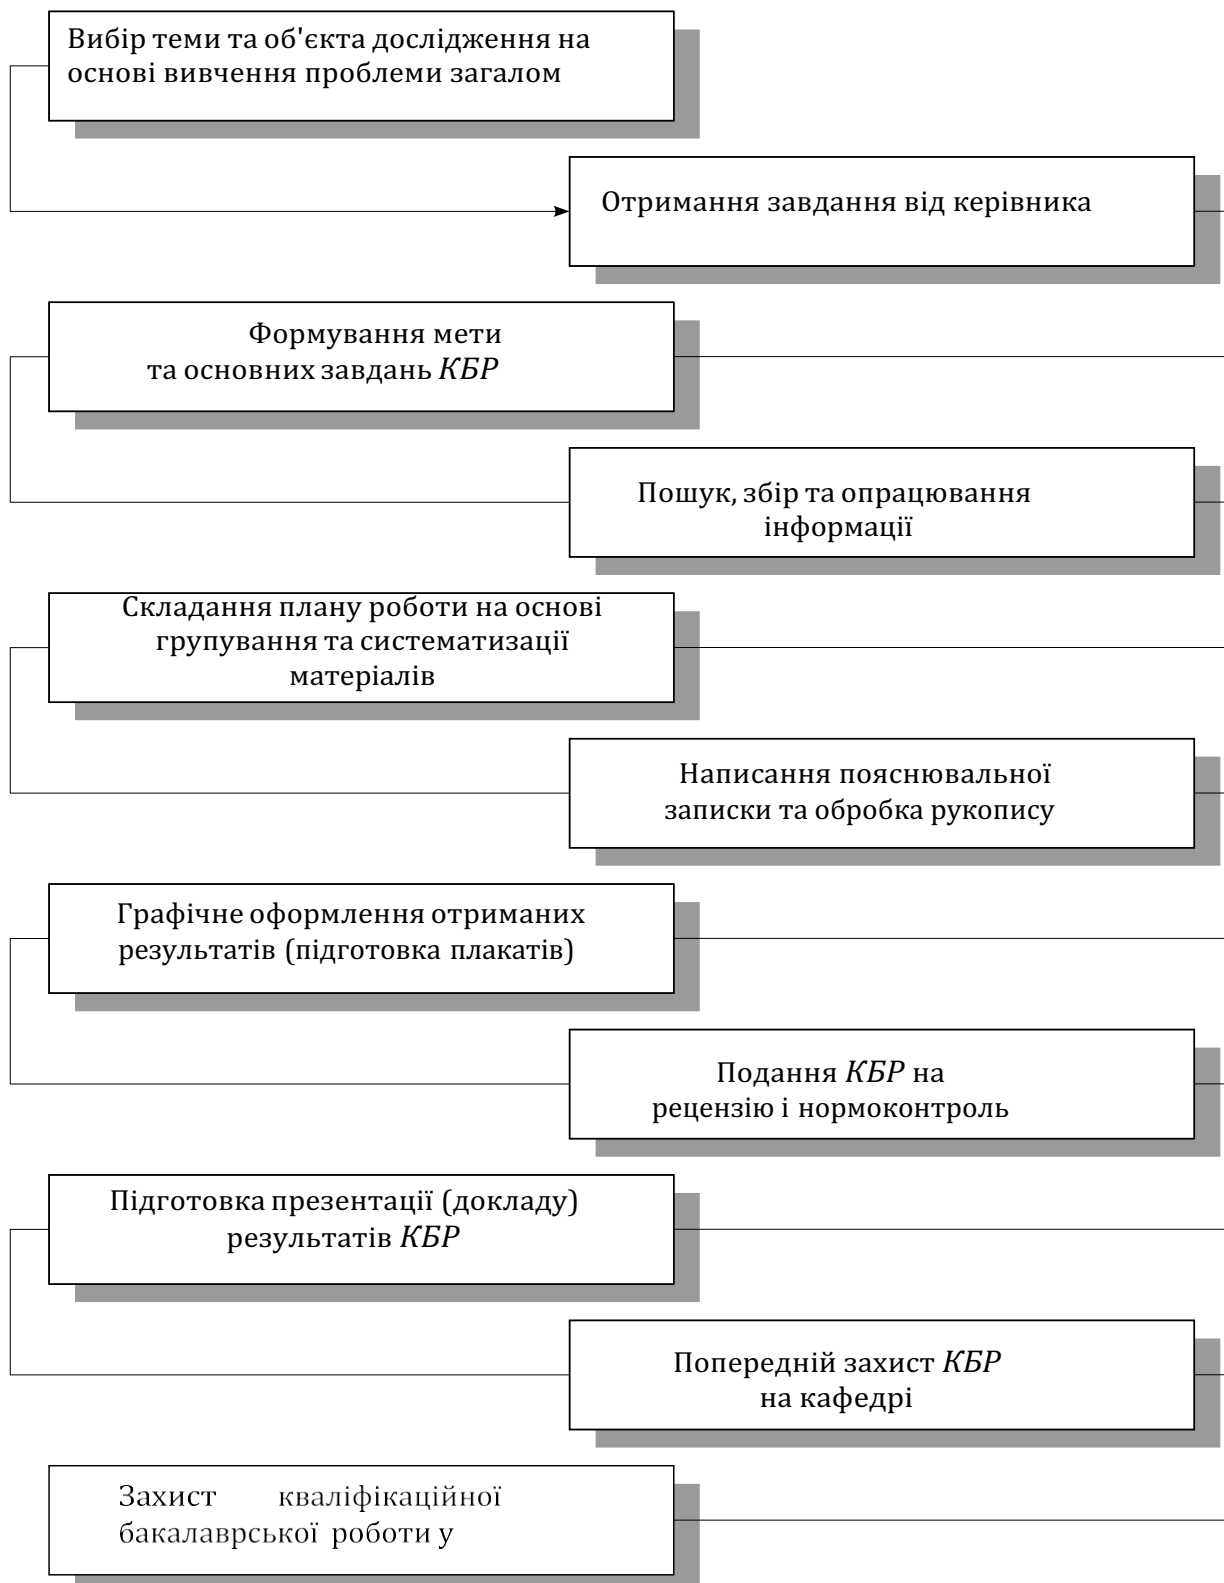 Вибір теми та об'єкта дослідження на
основі вивчення проблеми загалом
Отримання завдання від керівника
Формування мети
та основних завдань КБР
Пошук, збір та опрацювання
інформації
Складання плану роботи на основі
групування та систематизації
матеріалів
Написання пояснювальної
записки та обробка рукопису
Графічне оформлення отриманих
результатів (підготовка плакатів)
Подання КБР на
рецензію і нормоконтроль
Підготовка презентації (докладу)
результатів КБР
Попередній захист КБР
на кафедрі
Захист кваліфікаційної
бакалаврської роботи у